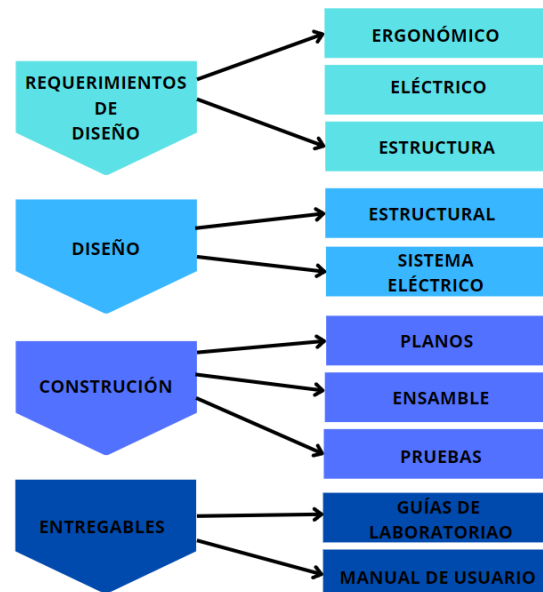 REQUERIMIENTOS
DE
DISEÑO
ERGONÓMICO
ELÉCTRICO
ESTRUCTURA
DISEÑO
ESTRUCTURAL
SISTEMA
ELÉCTRICO
CONSTRUCIÓN
PLANOS
ENSAMBLE
PRUEBAS
ENTREGABLES
GUÍAS DE
LABORATORIAO
MANUAL DE USUARIO